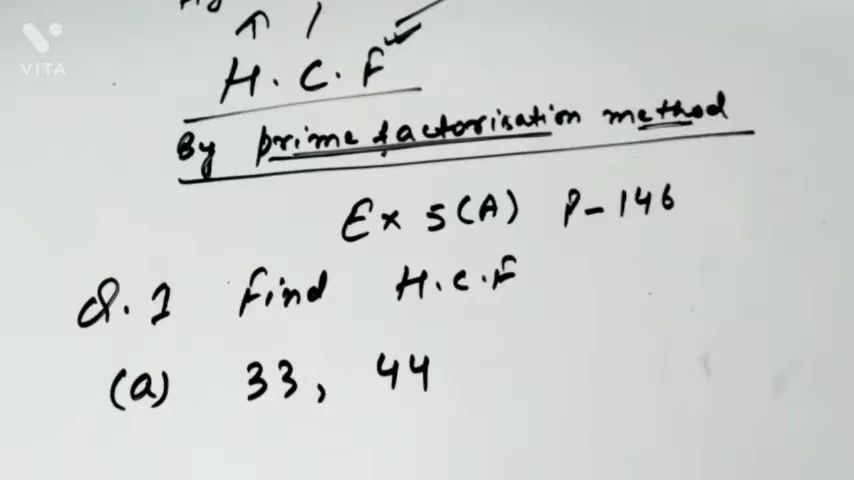 VITA
H.C.F
By prime factorisation method
Ex 5(A) P-146
Q.1 Find H.C.F
(a) 33, 44